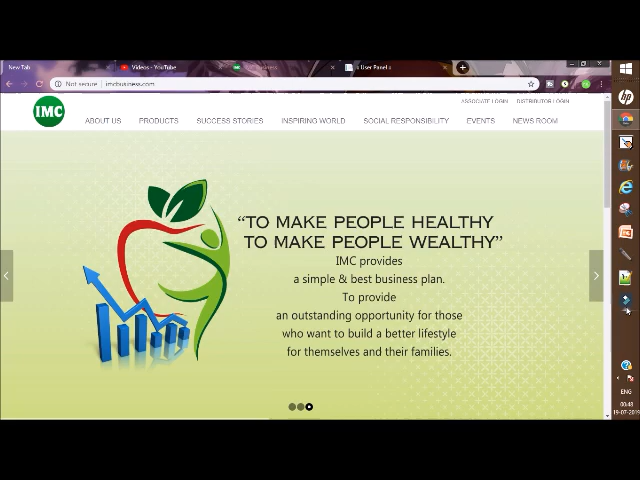 New Tab
Videos - YouTube
Business
x User Panel x
Not secure | imcbusiness.com
IMC
ASSOCIATE LOGIN
DISTRIBUTOR LOGIN
ABOUT US
PRODUCTS
SUCCESS STORIES
INSPIRING WORLD
SOCIAL RESPONSIBILITY
EVENTS
NEWS ROOM
“TO MAKE PEOPLE HEALTHY
TO MAKE PEOPLE WEALTHY”
IMC provides
a simple & best business plan.
To provide
an outstanding opportunity for those
who want to build a better lifestyle
for themselves and their families.
hp
ENG
00:48
19-07-2019